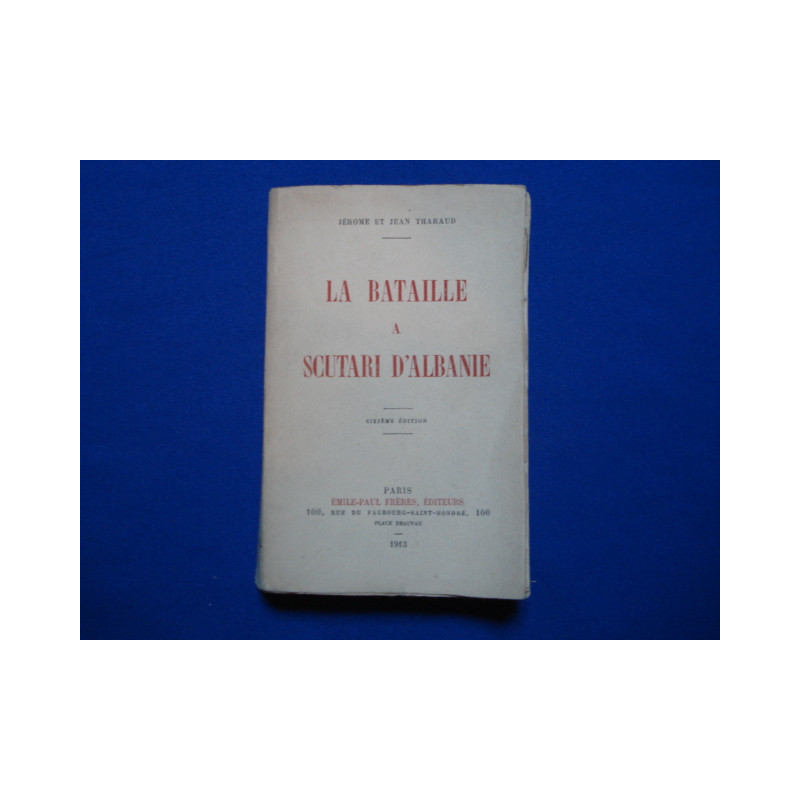 JÉROME ET JEAN THARAUD
LA BATAILLE
A
SCUTARI D'ALBANIE
SIXIÈME ÉDITION
PARIS
ÉMILE-PAUL FRÈRES, ÉDITEURS
100, RUE DU FAUBOURG-SAINT-HONORÉ, 100
PLACE BEAUVAU
1913